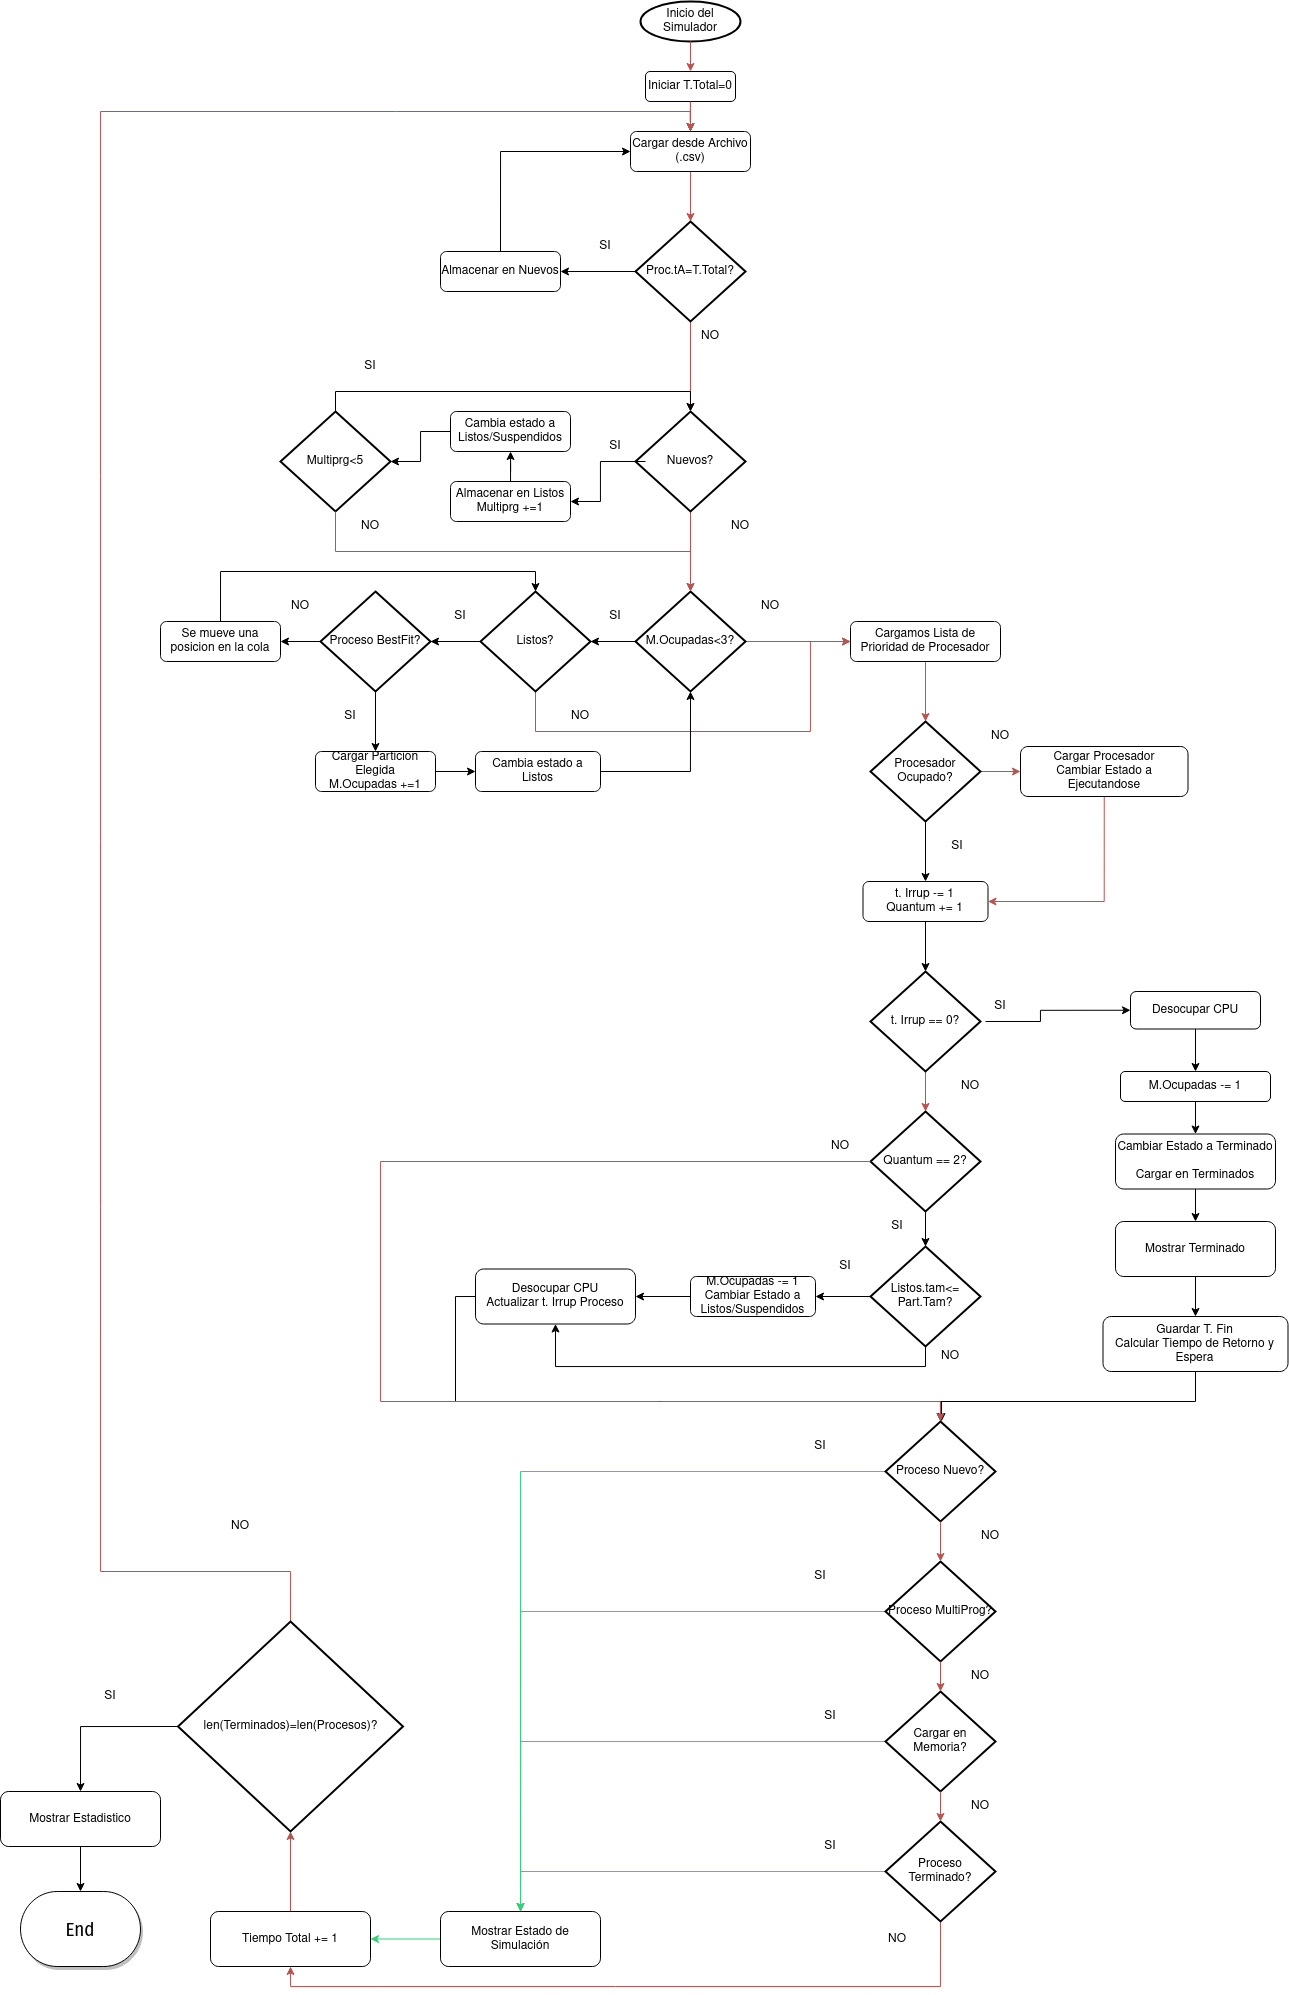 Inicio del
Simulador
Iniciar T.Total=0
Cargar desde Archivo
(.csv)
SI
Proc.tA=T.Total?
Almacenar en Nuevos
NO
SI
Cambia estado a
Listos/Suspendidos
SI
Multiprg<5
Nuevos?
Almacenar en Listos
Multiprg +=1
NO
NO
NO
SI
SI
NO
Se mueve una
posicion en la cola
Proceso BestFit?
Listos?
M.Ocupadas<3?
Cargamos Lista de
Prioridad de Procesador
SI
NO
NO
Cargar Particion
Elegida
M.Ocupadas +=1
Cambia estado a
Listos
Procesador
Ocupado?
Cargar Procesador
Cambiar Estado a
Ejecutandose
SI
t. Irrup -= 1
Quantum += 1
SI
t. Irrup == 0?
Desocupar CPU
NO
M.Ocupadas -= 1
NO
Quantum == 2?
Cambiar Estado a Terminado
Cargar en Terminados
SI
Mostrar Terminado
SI
Desocupar CPU
Actualizar t. Irrup Proceso
M.Ocupadas -= 1
Cambiar Estado a
Listos/Suspendidos
Listos.tam<=
Part.Tam?
NO
Guardar T. Fin
Calcular Tiempo de Retorno y
Espera
SI
Proceso Nuevo?
NO
NO
SI
Proceso MultiProg?
NO
SI
SI
len(Terminados)=len(Procesos)?
Cargar en
Memoria?
NO
Mostrar Estadistico
SI
Proceso
Terminado?
End
Tiempo Total += 1
Mostrar Estado de
Simulación
NO